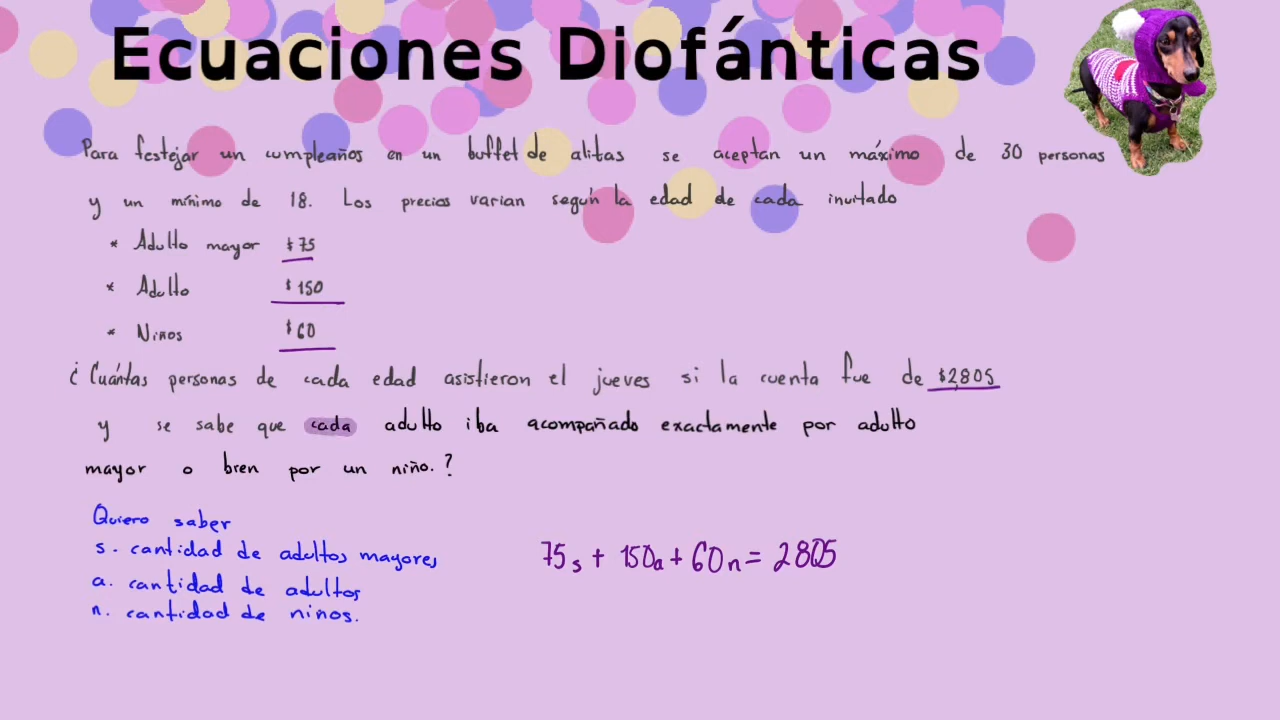 Ecuaciones Diofánticas
Para festejar un cumpleaños en un buffet de alitas se aceptan un máximo de 30 personas
y un mínimo de 18. Los precios varian según la edad de cada invitado
* Adulto mayor $75
* Adulto $150
* Niños $60
¿Cuántas personas de cada edad asistieron el jueves si la cuenta fue de $2,805
y se sabe que cada adulto iba acompañado exactamente por adulto
mayor o bien por un niño.?
Quiero saber
s. cantidad de adultos mayores
a. cantidad de adultos
n. cantidad de niños.
75s + 150a + 60n = 2805